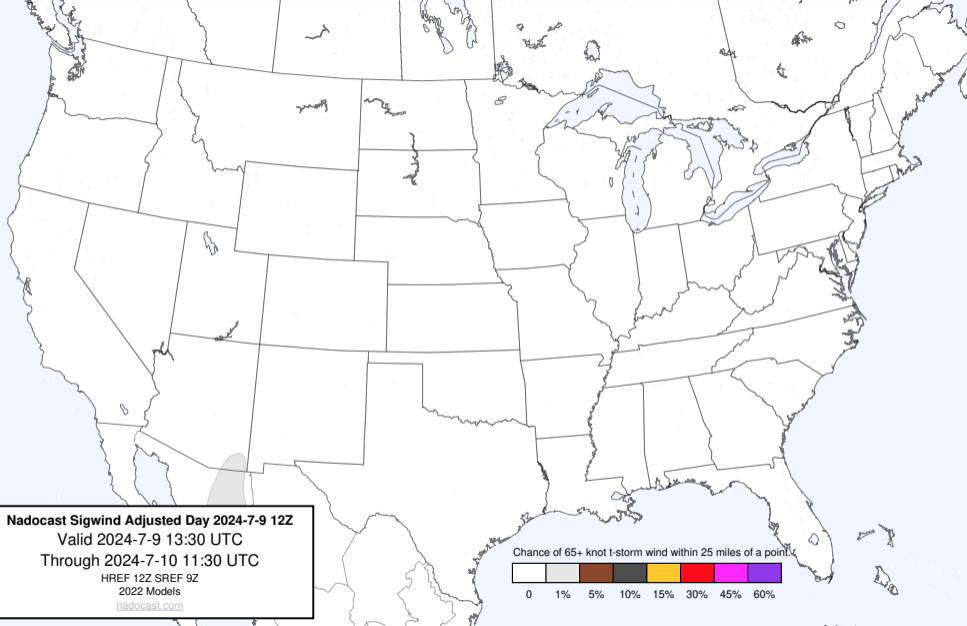 Nadocast Sigwind Adjusted Day 2024-7-9 12Z
Valid 2024-7-9 13:30 UTC
Through 2024-7-10 11:30 UTC
HREF 12Z SREF 9Z
2022 Models
nadocast.com
Chance of 65+ knot t-storm wind within 25 miles of a point.
0 1% 5% 10% 15% 30% 45% 60%